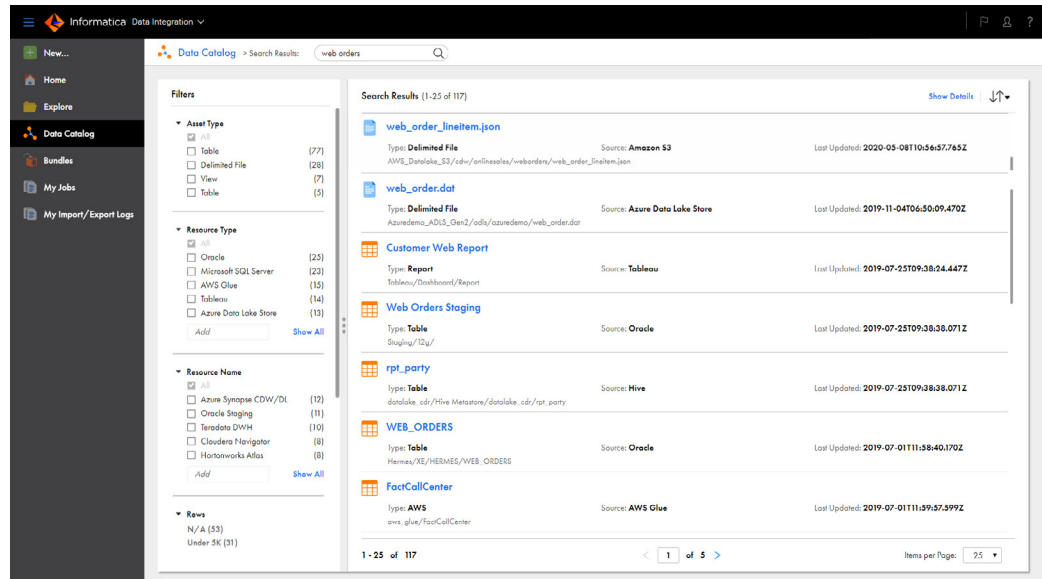 Informatica Data Integration
?
New...
Home
Explore
Data Catalog
Bundles
My Jobs
My Import/Export Logs
Data Catalog > Search Results: web orders
Filters
Asset Type
All
Table (77)
Delimited File (28)
View (7)
Table (5)
Resource Type
All
Oracle (25)
Microsoft SQL Server (23)
AWS Glue (15)
Tableau (14)
Azure Data Lake Store (13)
Add Show All
Resource Name
All
Azure Synapse CDW/DL (12)
Oracle Staging (11)
Teradata DWH (10)
Cloudera Navigator (8)
Hortonworks Atlas (8)
Add Show All
Rows
N/A (53)
Under 5K (31)
Search Results (1-25 of 117) Show Details
web_order_lineitem.json
Type: Delimited File Source: Amazon S3 Last Updated: 2020-05-08T10:56:57.765Z
AWS_Datalake_S3/cdw/onlinesales/weborders/web_order_lineitem.json
web_order.dat
Type: Delimited File Source: Azure Data Lake Store Last Updated: 2019-11-04T06:50:09.470Z
Azuredemo_ADLS_Gen2/adls/azuredemo/web_order.dat
Customer Web Report
Type: Report Source: Tableau Last Updated: 2019-07-25T09:38:24.447Z
Tableau/Dashboard/Report
Web Orders Staging
Type: Table Source: Oracle Last Updated: 2019-07-25T09:38:38.071Z
Staging/12g/
rpt_party
Type: Table Source: Hive Last Updated: 2019-07-25T09:38:38.071Z
datalake_cdr/Hive Metastore/datalake_cdr/rpt_party
WEB_ORDERS
Type: Table Source: Oracle Last Updated: 2019-07-01T11:58:40.170Z
Hermes/XE/HERMES/WEB_ORDERS
FactCallCenter
Type: AWS Source: AWS Glue Last Updated: 2019-07-01T11:59:57.599Z
aws_glue/FactCallCenter
1 - 25 of 117 < 1 of 5 > Items per Page: 25